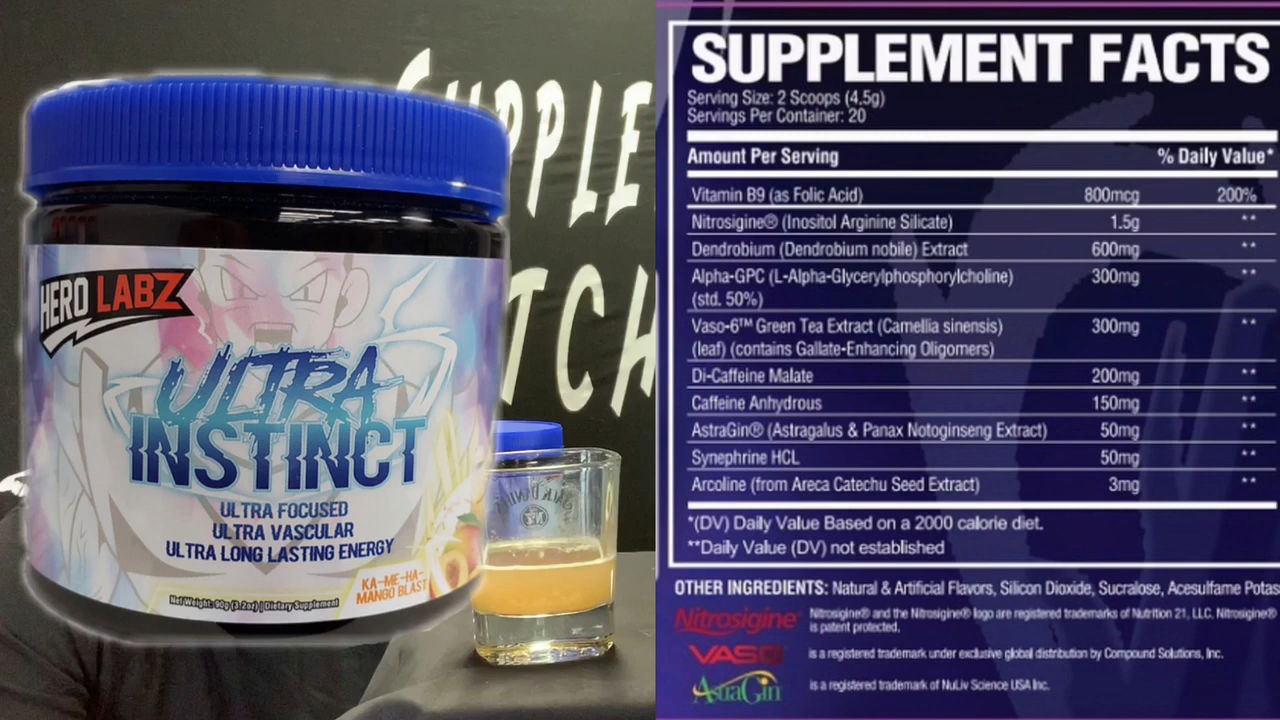 SUPPLE
TCH
HERO LABZ
ULTRA
INSTINCT
ULTRA FOCUSED
ULTRA VASCULAR
ULTRA LONG LASTING ENERGY
KA-ME-HA-
MANGO BLAST
Net Weight: 90g (3.2oz) | Dietary Supplement
SUPPLEMENT FACTS
Serving Size: 2 Scoops (4.5g)
Servings Per Container: 20
Amount Per Serving % Daily Value*
Vitamin B9 (as Folic Acid) 800mcg 200%
Nitrosigine® (Inositol Arginine Silicate) 1.5g **
Dendrobium (Dendrobium nobile) Extract 600mg **
Alpha-GPC (L-Alpha-Glycerylphosphorylcholine) 300mg **
(std. 50%)
Vaso-6™ Green Tea Extract (Camellia sinensis) 300mg **
(leaf) (contains Gallate-Enhancing Oligomers)
Di-Caffeine Malate 200mg **
Caffeine Anhydrous 150mg **
AstraGin® (Astragalus & Panax Notoginseng Extract) 50mg **
Synephrine HCL 50mg **
Arcoline (from Areca Catechu Seed Extract) 3mg **
*(DV) Daily Value Based on a 2000 calorie diet.
**Daily Value (DV) not established
OTHER INGREDIENTS: Natural & Artificial Flavors, Silicon Dioxide, Sucralose, Acesulfame Potas
Nitrosigine® Nitrosigine® and the Nitrosigine® logo are registered trademarks of Nutrition 21, LLC. Nitrosigine®
is patent protected.
VASO is a registered trademark under exclusive global distribution by Compound Solutions, Inc.
AstraGin is a registered trademark of NuLiv Science USA Inc.